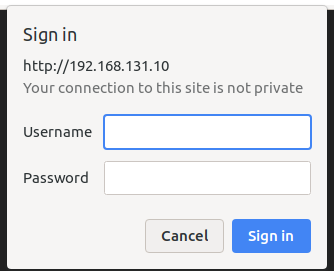 Sign in
http://192.168.131.10
Your connection to this site is not private
Username
Password
Cancel Sign in